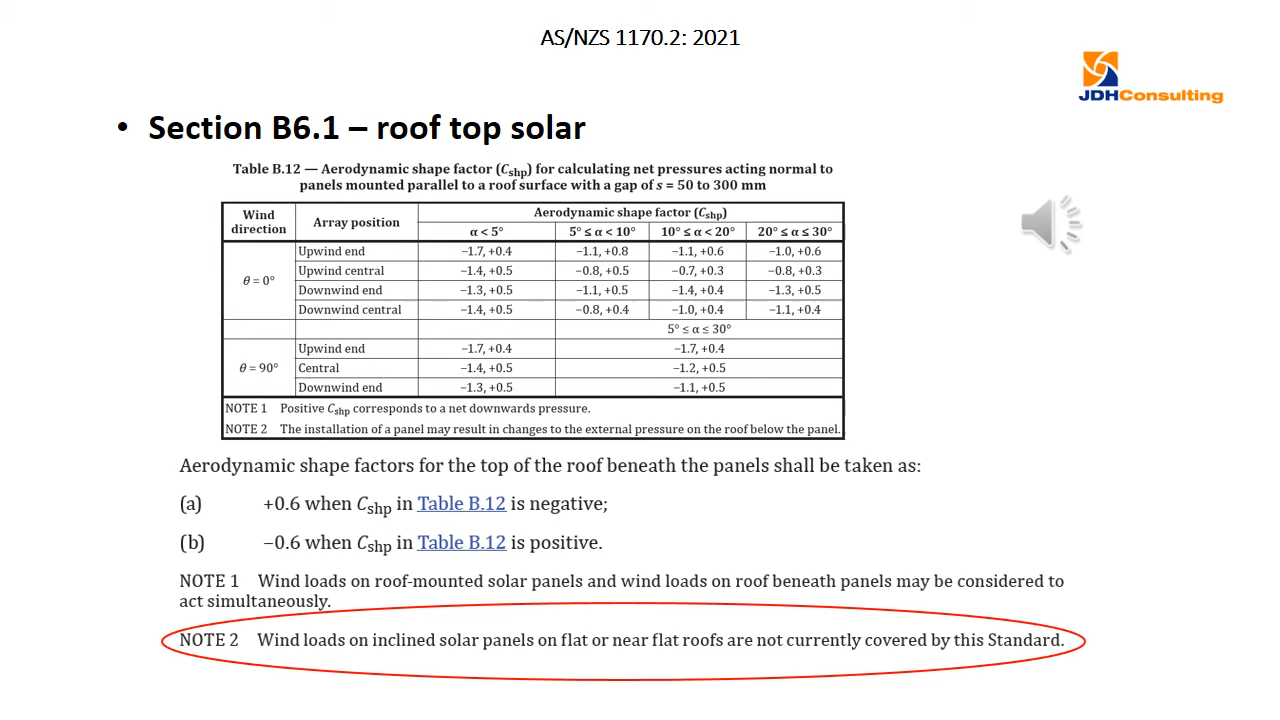 AS/NZS 1170.2: 2021
JDHConsulting
• Section B6.1 – roof top solar
Table B.12 — Aerodynamic shape factor (Cshp) for calculating net pressures acting normal to
panels mounted parallel to a roof surface with a gap of s = 50 to 300 mm
Wind direction | Array position | Aerodynamic shape factor (Cshp)
α < 5° | 5° ≤ α < 10° | 10° ≤ α < 20° | 20° ≤ α ≤ 30°
θ = 0° | Upwind end | −1.7, +0.4 | −1.1, +0.8 | −1.1, +0.6 | −1.0, +0.6
Upwind central | −1.4, +0.5 | −0.8, +0.5 | −0.7, +0.3 | −0.8, +0.3
Downwind end | −1.3, +0.5 | −1.1, +0.5 | −1.4, +0.4 | −1.3, +0.5
Downwind central | −1.4, +0.5 | −0.8, +0.4 | −1.0, +0.4 | −1.1, +0.4
5° ≤ α ≤ 30°
θ = 90° | Upwind end | −1.7, +0.4 | −1.7, +0.4
Central | −1.4, +0.5 | −1.2, +0.5
Downwind end | −1.3, +0.5 | −1.1, +0.5
NOTE 1 Positive Cshp corresponds to a net downwards pressure.
NOTE 2 The installation of a panel may result in changes to the external pressure on the roof below the panel.
Aerodynamic shape factors for the top of the roof beneath the panels shall be taken as:
(a) +0.6 when Cshp in Table B.12 is negative;
(b) −0.6 when Cshp in Table B.12 is positive.
NOTE 1 Wind loads on roof-mounted solar panels and wind loads on roof beneath panels may be considered to
act simultaneously.
NOTE 2 Wind loads on inclined solar panels on flat or near flat roofs are not currently covered by this Standard.